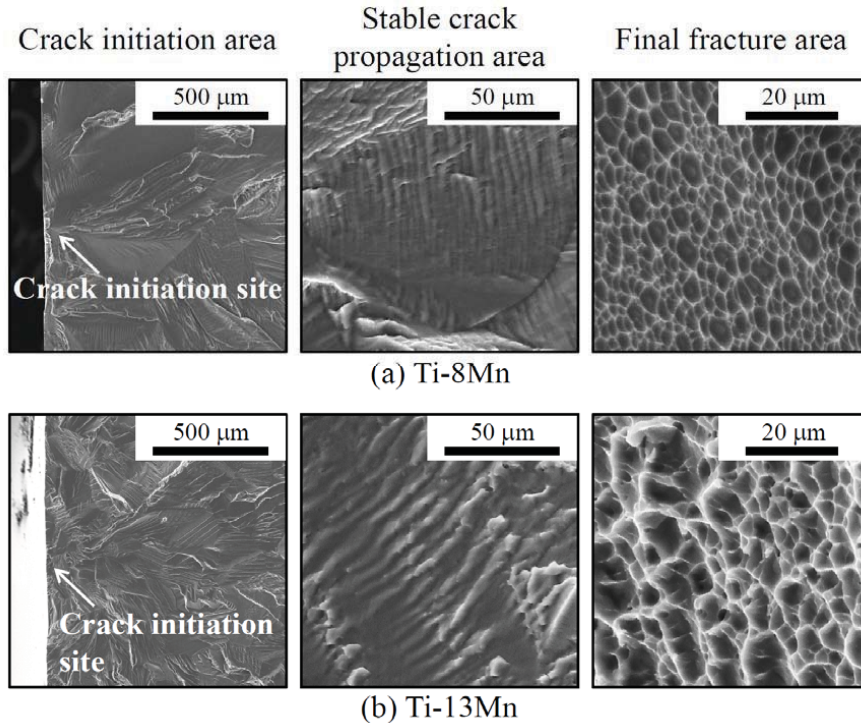 Crack initiation area
Stable crack
propagation area
Final fracture area
500 μm
50 μm
20 μm
Crack initiation site
(a) Ti-8Mn
500 μm
50 μm
20 μm
Crack initiation
site
(b) Ti-13Mn